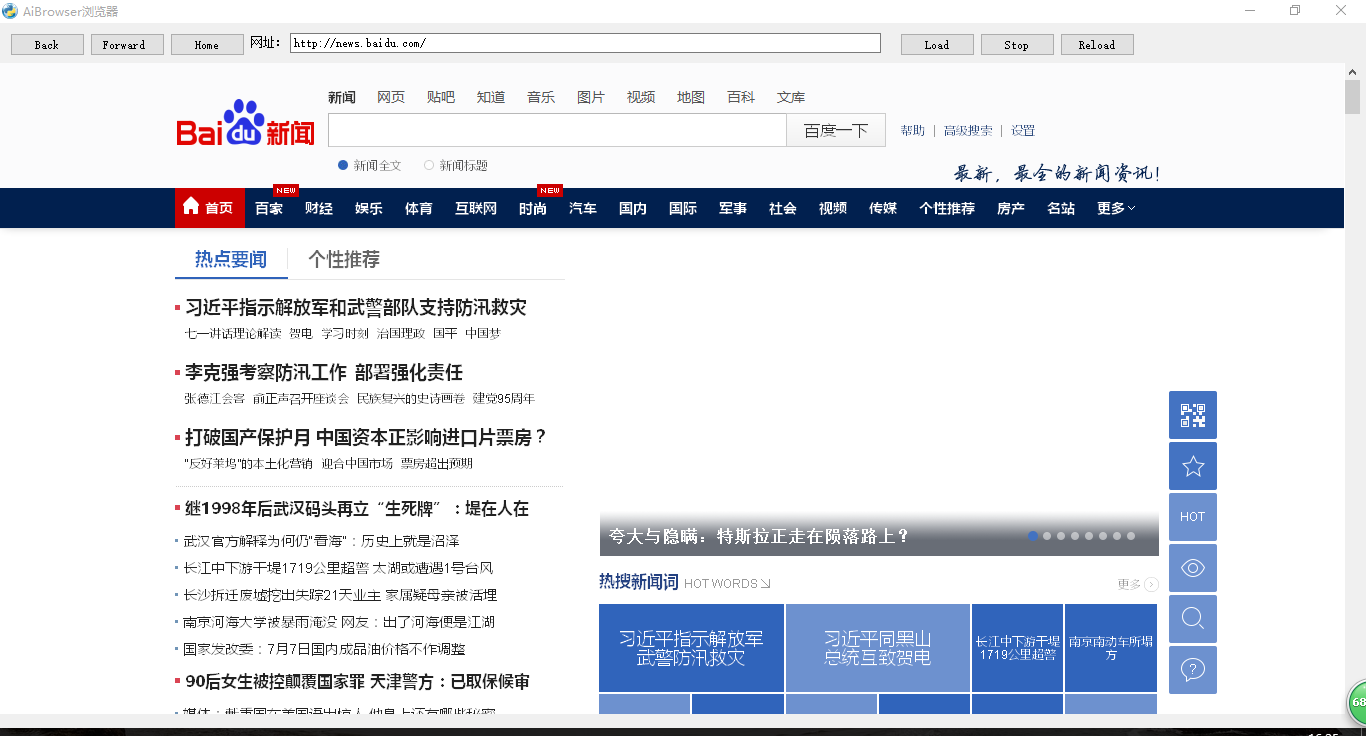 AiBrowser浏览器
Back Forward Home 网址: http://news.baidu.com/ Load Stop Reload
新闻 网页 贴吧 知道 音乐 图片 视频 地图 百科 文库
Bai du 新闻
百度一下 帮助 | 高级搜索 | 设置
新闻全文 新闻标题
最新，最全的新闻资讯!
NEW NEW
首页 百家 财经 娱乐 体育 互联网 时尚 汽车 国内 国际 军事 社会 视频 传媒 个性推荐 房产 名站 更多
热点要闻 个性推荐
习近平指示解放军和武警部队支持防汛救灾
七一讲话理论解读 贺电 学习时刻 治国理政 国平 中国梦
李克强考察防汛工作 部署强化责任
张德江会客 俞正声召开座谈会 民族复兴的史诗画卷 建党95周年
打破国产保护月 中国资本正影响进口片票房？
"反好莱坞"的本土化营销 迎合中国市场 票房超出预期
继1998年后武汉码头再立“生死牌”：堤在人在
武汉官方解释为何仍"看海"：历史上就是沼泽
长江中下游干堤1719公里超警 太湖或遭遇1号台风
长沙拆迁废墟挖出失踪21天业主 家属疑母亲被活埋
南京河海大学被暴雨淹没 网友：出了河海便是江湖
国家发改委：7月7日国内成品油价格不作调整
90后女生被控颠覆国家罪 天津警方：已取保候审
夸大与隐瞒：特斯拉正走在陨落路上？
热搜新闻词 HOT WORDS 更多
习近平指示解放军
武警防汛救灾
习近平同黑山
总统互致贺电
长江中下游干堤
1719公里超警
南京南动车所塌
方
HOT
68